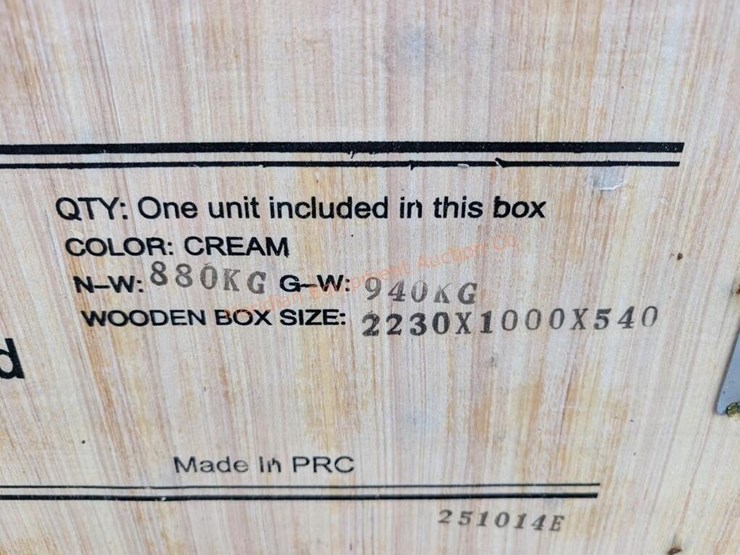 QTY: One unit included in this box
COLOR: CREAM
N-W: 880KG G-W: 940KG
WOODEN BOX SIZE: 2230X1000X540
d
Made in PRC
251014E